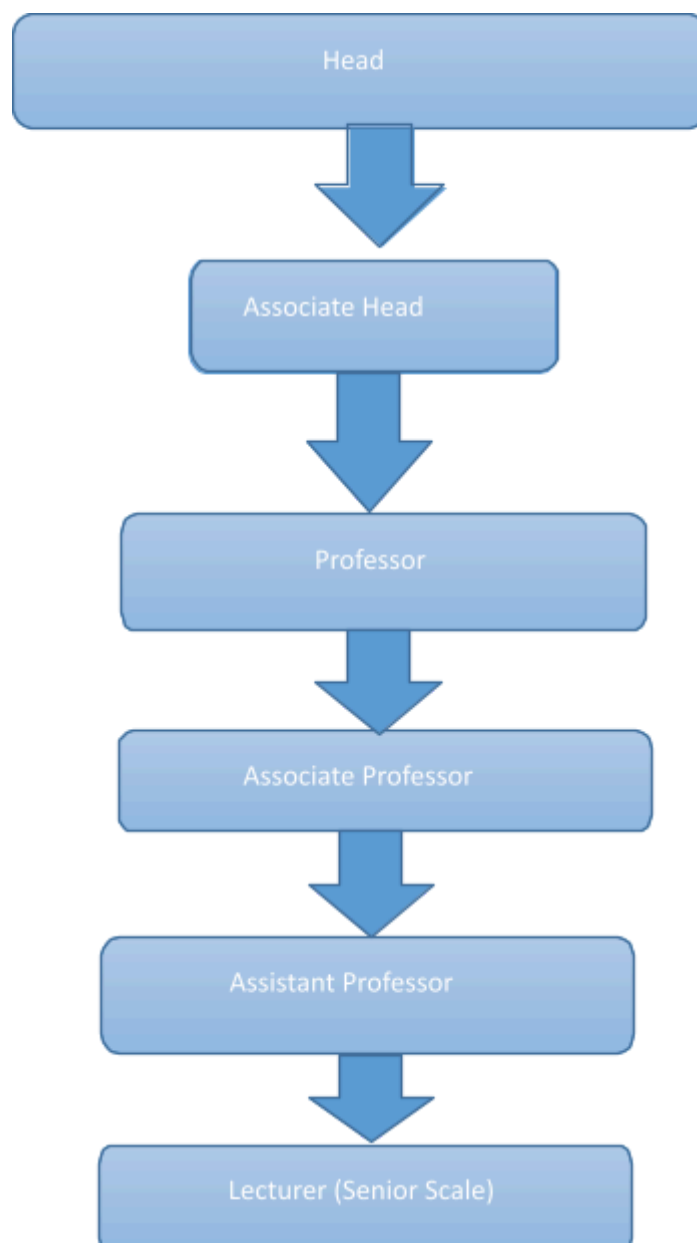 Head
Associate Head
Professor
Associate Professor
Assistant Professor
Lecturer (Senior Scale)